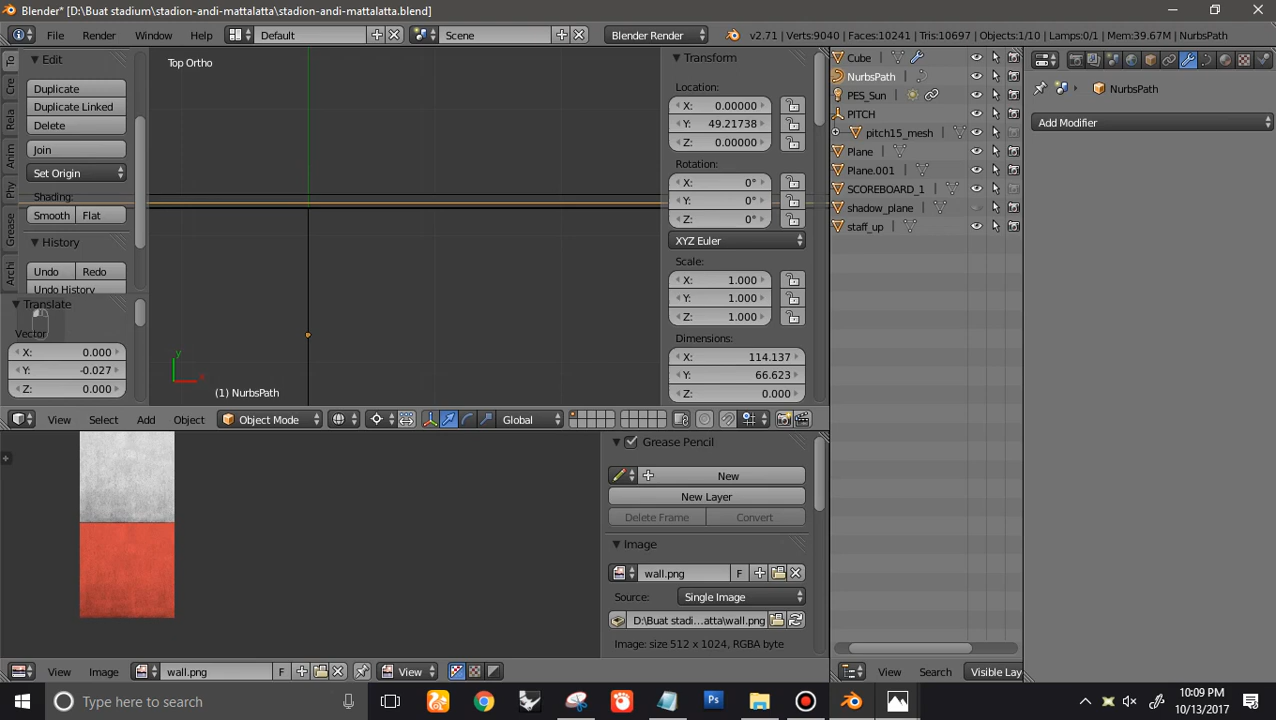 Blender* [D:\Buat stadium\stadion-andi-mattalatta\stadion-andi-mattalatta.blend]
File Render Window Help Default Scene Blender Render v2.71 | Verts:9040 | Faces:10241 | Tris:10697 | Objects:1/10 | Lamps:0/1 | Mem:39.67M | NurbsPath
To
Cre
Rela
Anim
Phy
Grease
Archi
Edit
Duplicate
Duplicate Linked
Delete
Join
Set Origin
Shading:
Smooth Flat
History
Undo Redo
Undo History
Translate
Vector
X: 0.000
Y: -0.027
Z: 0.000
Top Ortho
y
x
(1) NurbsPath
Transform
Location:
X: 0.00000
Y: 49.21738
Z: 0.00000
Rotation:
X: 0°
Y: 0°
Z: 0°
XYZ Euler
Scale:
X: 1.000
Y: 1.000
Z: 1.000
Dimensions:
X: 114.137
Y: 66.623
Z: 0.000
View Select Add Object Object Mode Global
Cube
NurbsPath
PES_Sun
PITCH
pitch15_mesh
Plane
Plane.001
SCOREBOARD_1
shadow_plane
staff_up
NurbsPath
Add Modifier
Grease Pencil
New
New Layer
Delete Frame Convert
Image
wall.png F
Source: Single Image
D:\Buat stadi...atta\wall.png
Image: size 512 x 1024, RGBA byte
View Image wall.png F View
View Search Visible Lay
Type here to search
Ps
10:09 PM
10/13/2017